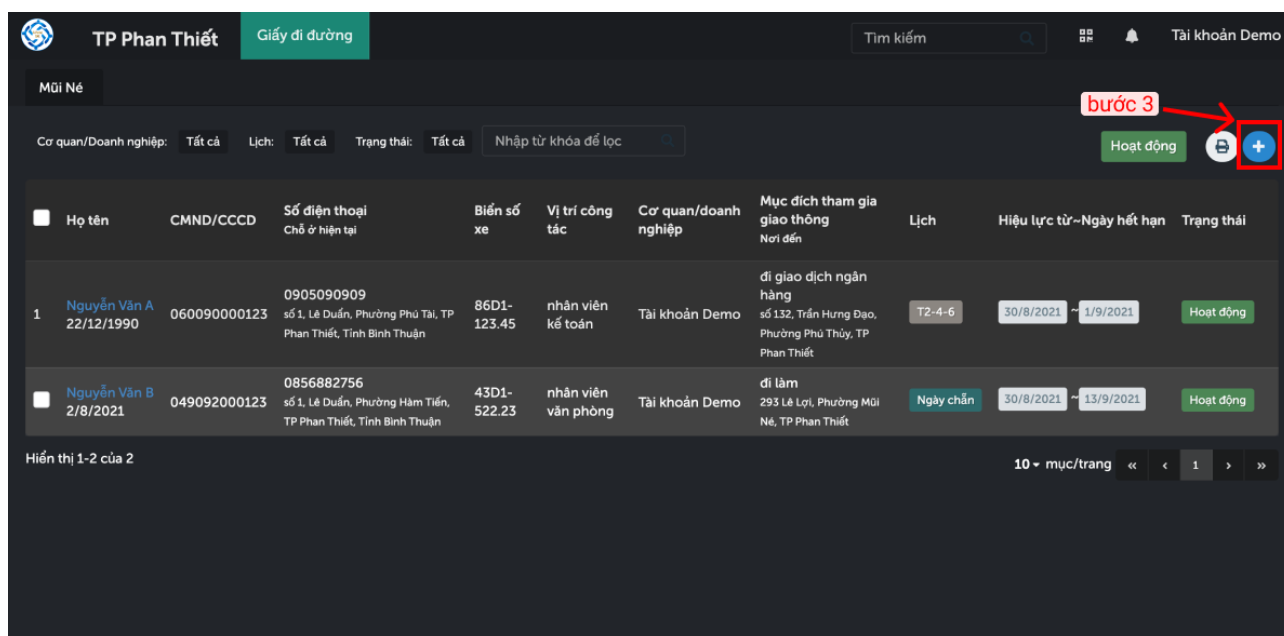 TP Phan Thiết
Giấy đi đường
Tìm kiếm
Tài khoản Demo
Mũi Né
bước 3
Cơ quan/Doanh nghiệp: Tất cả Lịch: Tất cả Trạng thái: Tất cả Nhập từ khóa để lọc
Hoạt động
Họ tên
CMND/CCCD
Số điện thoại
Chỗ ở hiện tại
Biển số
xe
Vị trí công
tác
Cơ quan/doanh
nghiệp
Mục đích tham gia
giao thông
Nơi đến
Lịch
Hiệu lực từ~Ngày hết hạn
Trạng thái
1
Nguyễn Văn A
22/12/1990
060090000123
0905090909
số 1, Lê Duẩn, Phường Phú Tài, TP
Phan Thiết, Tỉnh Bình Thuận
86D1-
123.45
nhân viên
kế toán
Tài khoản Demo
đi giao dịch ngân
hàng
số 132, Trần Hưng Đạo,
Phường Phú Thủy, TP
Phan Thiết
T2-4-6
30/8/2021 ~ 1/9/2021
Hoạt động
Nguyễn Văn B
2/8/2021
049092000123
0856882756
số 1, Lê Duẩn, Phường Hàm Tiến,
TP Phan Thiết, Tỉnh Bình Thuận
43D1-
522.23
nhân viên
văn phòng
Tài khoản Demo
đi làm
293 Lê Lợi, Phường Mũi
Né, TP Phan Thiết
Ngày chẵn
30/8/2021 ~ 13/9/2021
Hoạt động
Hiển thị 1-2 của 2
10 mục/trang « ‹ 1 › »